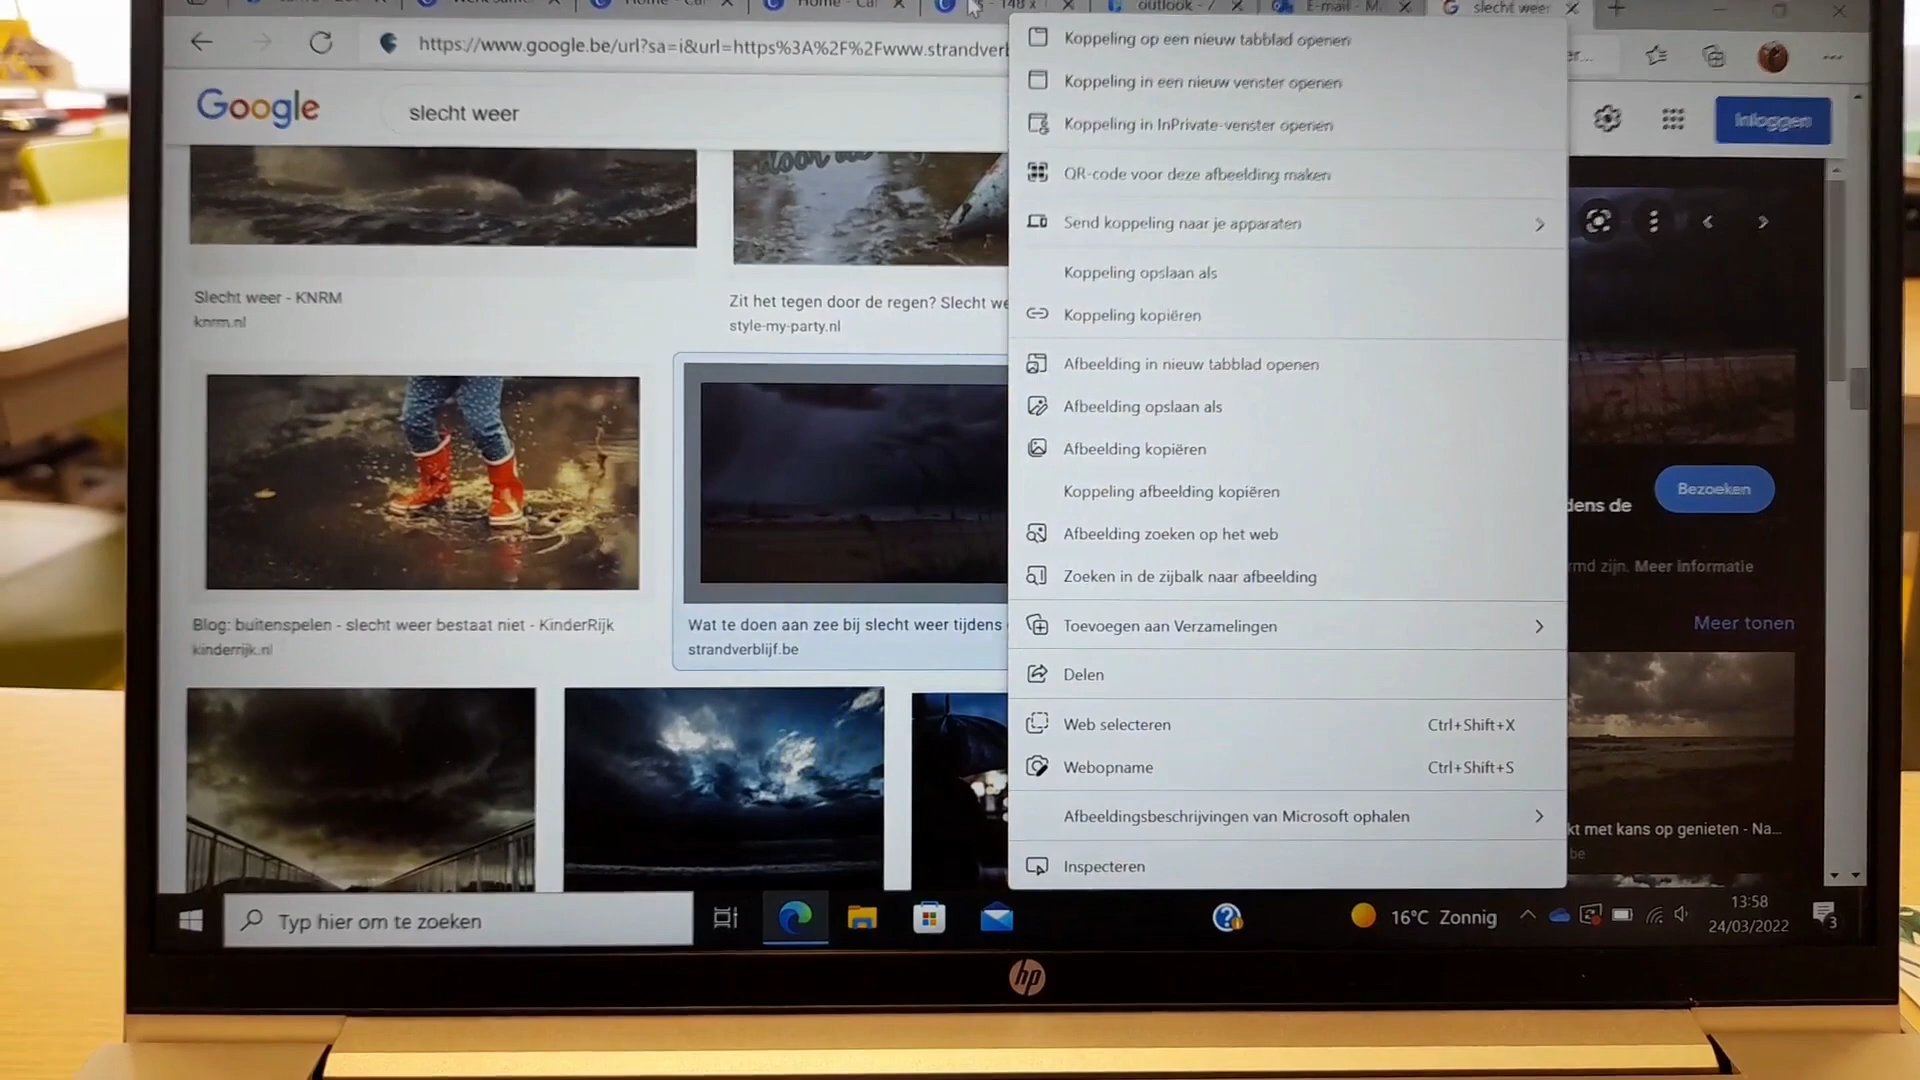 outlook - 
E-mail - M
slecht weer
https://www.google.be/url?sa=i&url=https%3A%2F%2Fwww.strandverb
er...
Google
slecht weer
Inloggen
Koppeling op een nieuw tabblad openen
Koppeling in een nieuw venster openen
Koppeling in InPrivate-venster openen
QR-code voor deze afbeelding maken
Send koppeling naar je apparaten
Koppeling opslaan als
Koppeling kopiëren
Afbeelding in nieuw tabblad openen
Afbeelding opslaan als
Afbeelding kopiëren
Koppeling afbeelding kopiëren
Afbeelding zoeken op het web
Zoeken in de zijbalk naar afbeelding
Toevoegen aan Verzamelingen
Delen
Web selecteren Ctrl+Shift+X
Webopname Ctrl+Shift+S
Afbeeldingsbeschrijvingen van Microsoft ophalen
Inspecteren
Slecht weer - KNRM
knrm.nl
Zit het tegen door de regen? Slecht we
style-my-party.nl
Blog: buitenspelen - slecht weer bestaat niet - KinderRijk
kinderrijk.nl
Wat te doen aan zee bij slecht weer tijdens
strandverblijf.be
dens de
Bezoeken
rmd zijn. Meer informatie
Meer tonen
kt met kans op genieten - Na...
be
Typ hier om te zoeken
16°C Zonnig
13:58
24/03/2022
3
hp